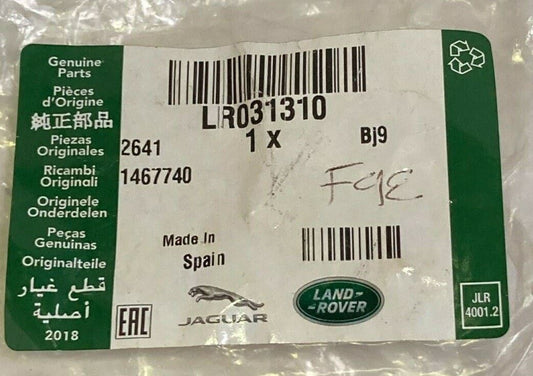 Genuine
Parts
Pièces
d'Origine
純正部品
Piezas
Originales
Ricambi
Originali
Originele
Onderdelen
Peças
Genuinas
Originalteile
قطع غيار
أصلية
2018
LR031310
1 X
Bj9
2641
1467740
F9E
Made In
Spain
EAC
JAGUAR
LAND-
-ROVER
JLR
4001.2